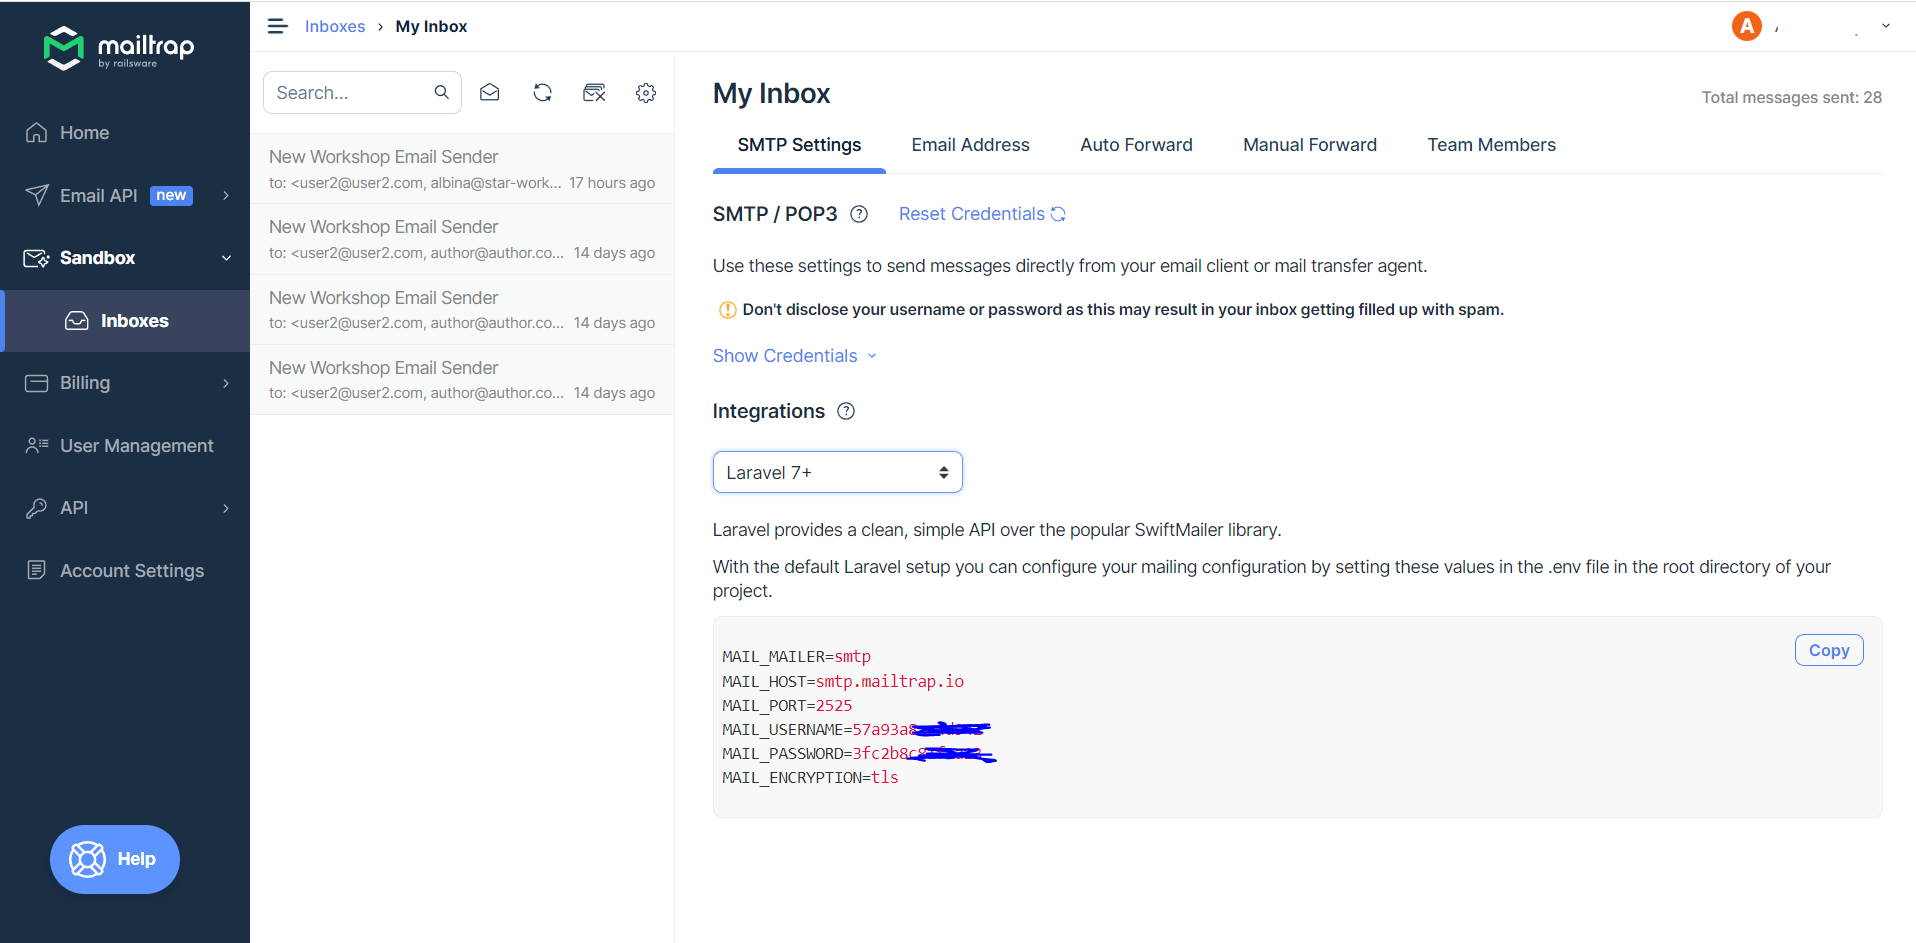 mailtrap
by railsware
Home
Email API new
Sandbox
Inboxes
Billing
User Management
API
Account Settings
Help
Inboxes › My Inbox
A
Search...
New Workshop Email Sender
to: <user2@user2.com, albina@star-work... 17 hours ago
New Workshop Email Sender
to: <user2@user2.com, author@author.co... 14 days ago
New Workshop Email Sender
to: <user2@user2.com, author@author.co... 14 days ago
New Workshop Email Sender
to: <user2@user2.com, author@author.co... 14 days ago
My Inbox
Total messages sent: 28
SMTP Settings Email Address Auto Forward Manual Forward Team Members
SMTP / POP3 ? Reset Credentials
Use these settings to send messages directly from your email client or mail transfer agent.
Don't disclose your username or password as this may result in your inbox getting filled up with spam.
Show Credentials
Integrations ?
Laravel 7+
Laravel provides a clean, simple API over the popular SwiftMailer library.
With the default Laravel setup you can configure your mailing configuration by setting these values in the .env file in the root directory of your
project.
Copy
MAIL_MAILER=smtp
MAIL_HOST=smtp.mailtrap.io
MAIL_PORT=2525
MAIL_USERNAME=57a93a8
MAIL_PASSWORD=3fc2b8c8
MAIL_ENCRYPTION=tls